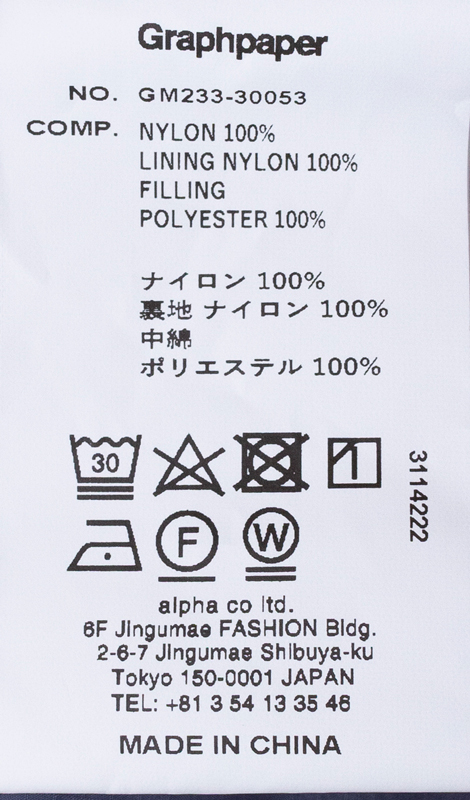 Graphpaper
NO. GM233-30053
COMP. NYLON 100%
LINING NYLON 100%
FILLING
POLYESTER 100%
ナイロン 100%
裏地 ナイロン 100%
中綿
ポリエステル 100%
30
F
W
3114222
alpha co ltd.
6F Jingumae FASHION Bldg.
2-6-7 Jingumae Shibuya-ku
Tokyo 150-0001 JAPAN
TEL: +81 3 54 13 35 46
MADE IN CHINA